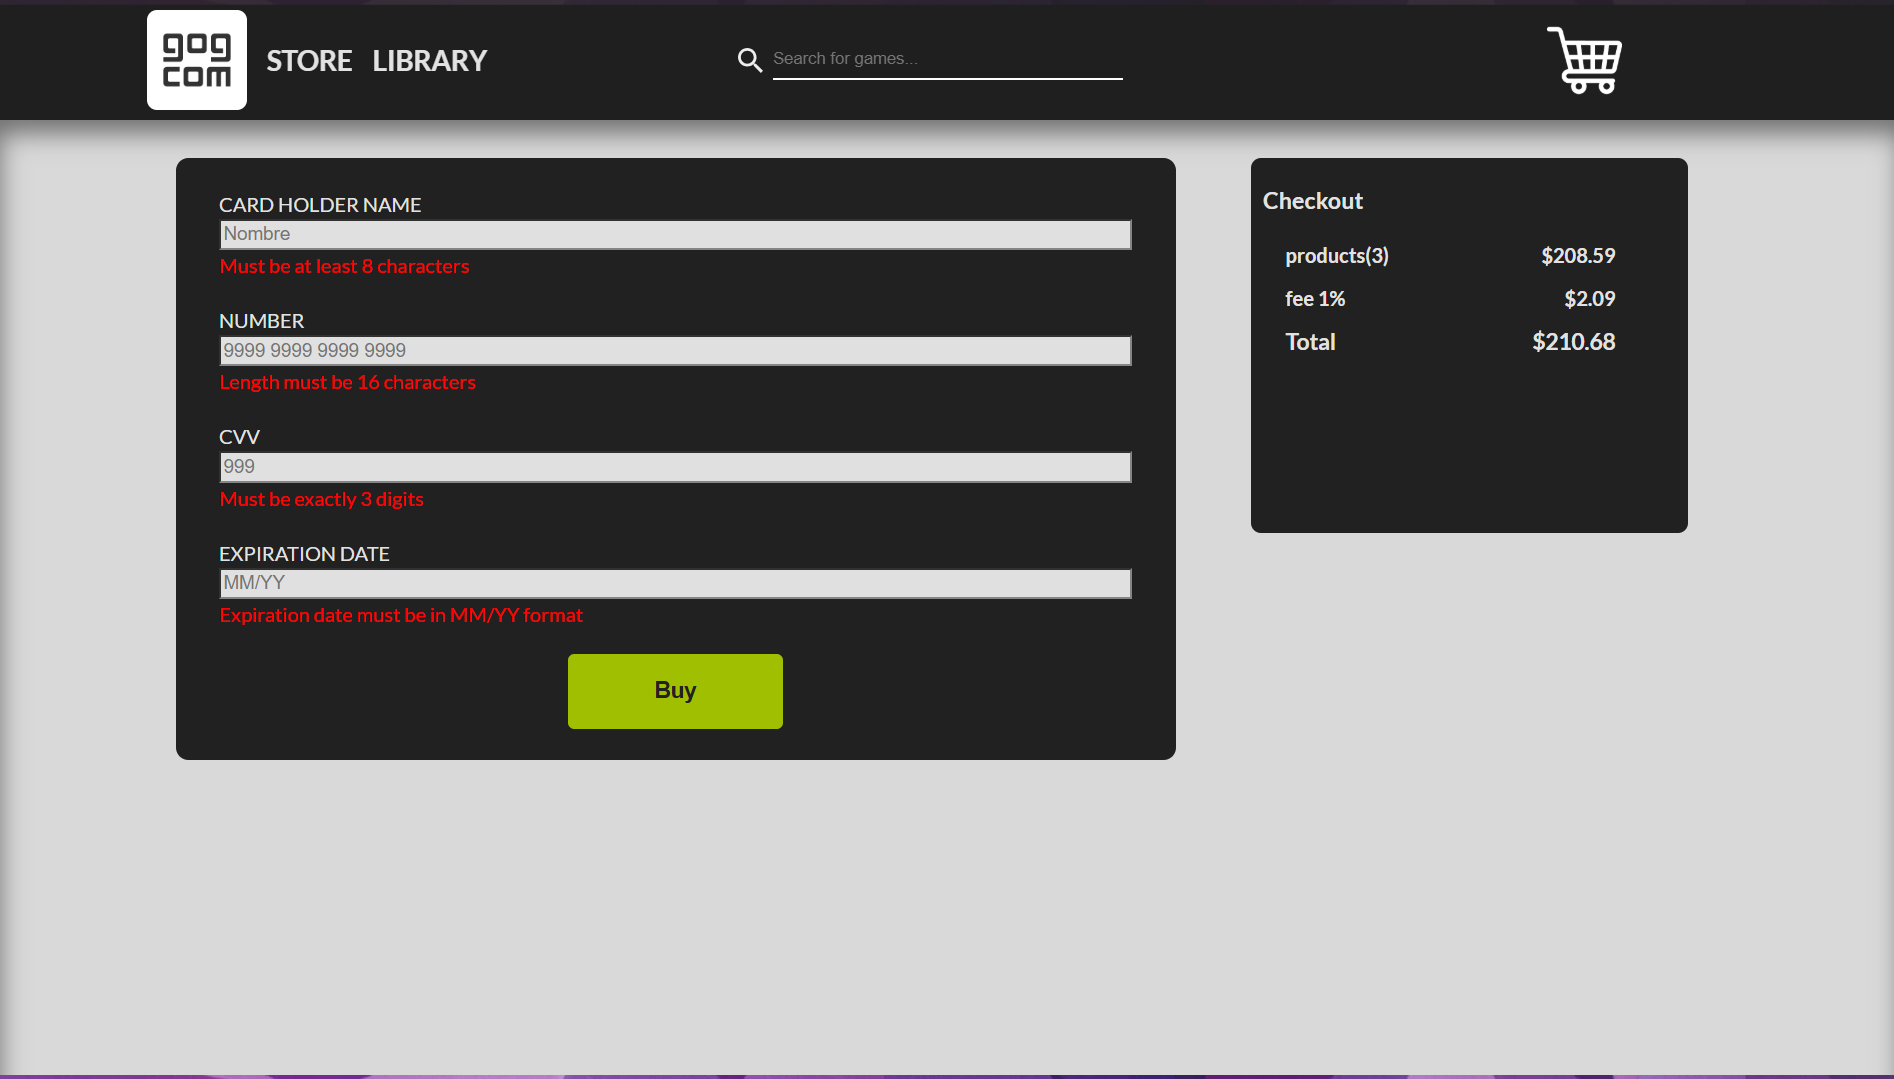 gog
com
STORE LIBRARY
Search for games...
CARD HOLDER NAME
Nombre
Must be at least 8 characters
NUMBER
9999 9999 9999 9999
Length must be 16 characters
CVV
999
Must be exactly 3 digits
EXPIRATION DATE
MM/YY
Expiration date must be in MM/YY format
Buy
Checkout
products(3) $208.59
fee 1% $2.09
Total $210.68